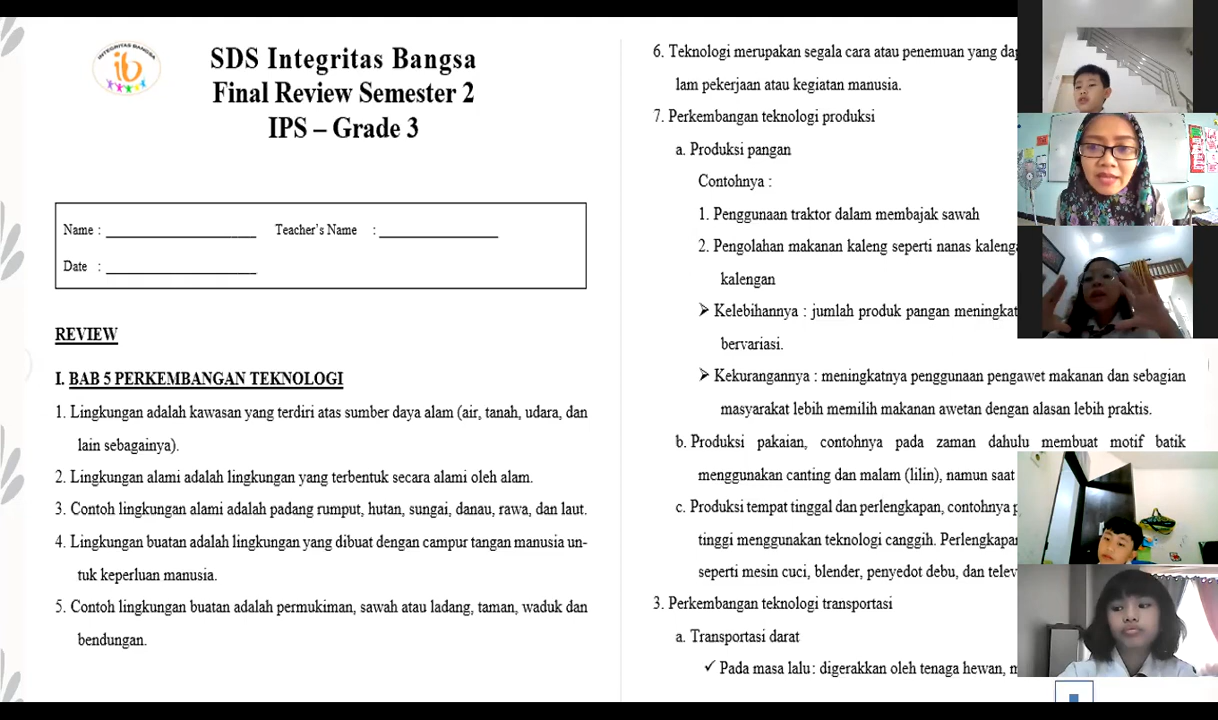 INTEGRITAS BANGSA
ib
SDS Integritas Bangsa
Final Review Semester 2
IPS – Grade 3
Name : ____________________ Teacher's Name : ________________
Date : ____________________
REVIEW
I. BAB 5 PERKEMBANGAN TEKNOLOGI
1. Lingkungan adalah kawasan yang terdiri atas sumber daya alam (air, tanah, udara, dan
lain sebagainya).
2. Lingkungan alami adalah lingkungan yang terbentuk secara alami oleh alam.
3. Contoh lingkungan alami adalah padang rumput, hutan, sungai, danau, rawa, dan laut.
4. Lingkungan buatan adalah lingkungan yang dibuat dengan campur tangan manusia un-
tuk keperluan manusia.
5. Contoh lingkungan buatan adalah permukiman, sawah atau ladang, taman, waduk dan
bendungan.
6. Teknologi merupakan segala cara atau penemuan yang
lam pekerjaan atau kegiatan manusia.
7. Perkembangan teknologi produksi
a. Produksi pangan
Contohnya :
1. Penggunaan traktor dalam membajak sawah
2. Pengolahan makanan kaleng seperti nanas
kalengan
➢ Kelebihannya : jumlah produk pangan
bervariasi.
➢ Kekurangannya : meningkatnya penggunaan pengawet makanan dan sebagian
masyarakat lebih memilih makanan awetan dengan alasan lebih praktis.
b. Produksi pakaian, contohnya pada zaman dahulu membuat motif batik
menggunakan canting dan malam (lilin), namun saat
c. Produksi tempat tinggal dan perlengkapan, contohnya
tinggi menggunakan teknologi canggih.
seperti mesin cuci, blender, penyedot debu, dan
3. Perkembangan teknologi transportasi
a. Transportasi darat
✓ Pada masa lalu : digerakkan oleh tenaga hewan,